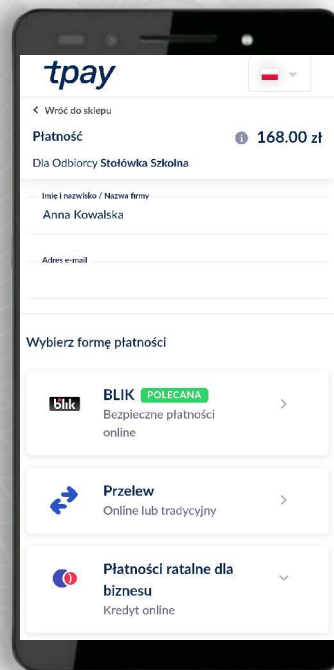 tpay
Wróć do sklepu
Płatność 168.00 zł
Dla Odbiorcy Stołówka Szkolna
Imię i nazwisko / Nazwa firmy
Anna Kowalska
Adres e-mail
Wybierz formę płatności
blik
BLIK POLECANA
Bezpieczne płatności
online
Przelew
Online lub tradycyjny
Płatności ratalne dla
biznesu
Kredyt online